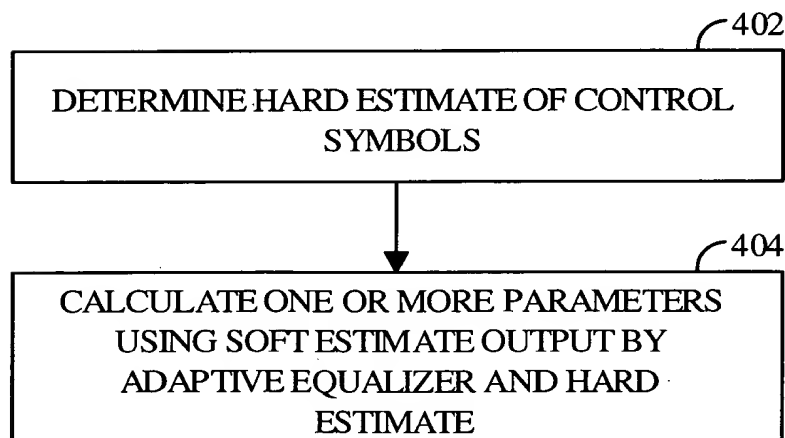 402
DETERMINE HARD ESTIMATE OF CONTROL
SYMBOLS
404
CALCULATE ONE OR MORE PARAMETERS
USING SOFT ESTIMATE OUTPUT BY
ADAPTIVE EQUALIZER AND HARD
ESTIMATE